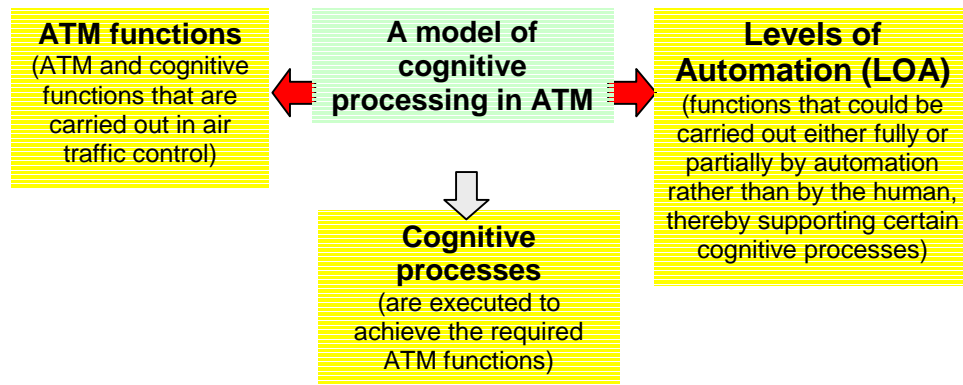 ATM functions
(ATM and cognitive
functions that are
carried out in air
traffic control)
A model of
cognitive
processing in ATM
Levels of
Automation (LOA)
(functions that could be
carried out either fully or
partially by automation
rather than by the human,
thereby supporting certain
cognitive processes)
Cognitive
processes
(are executed to
achieve the required
ATM functions)